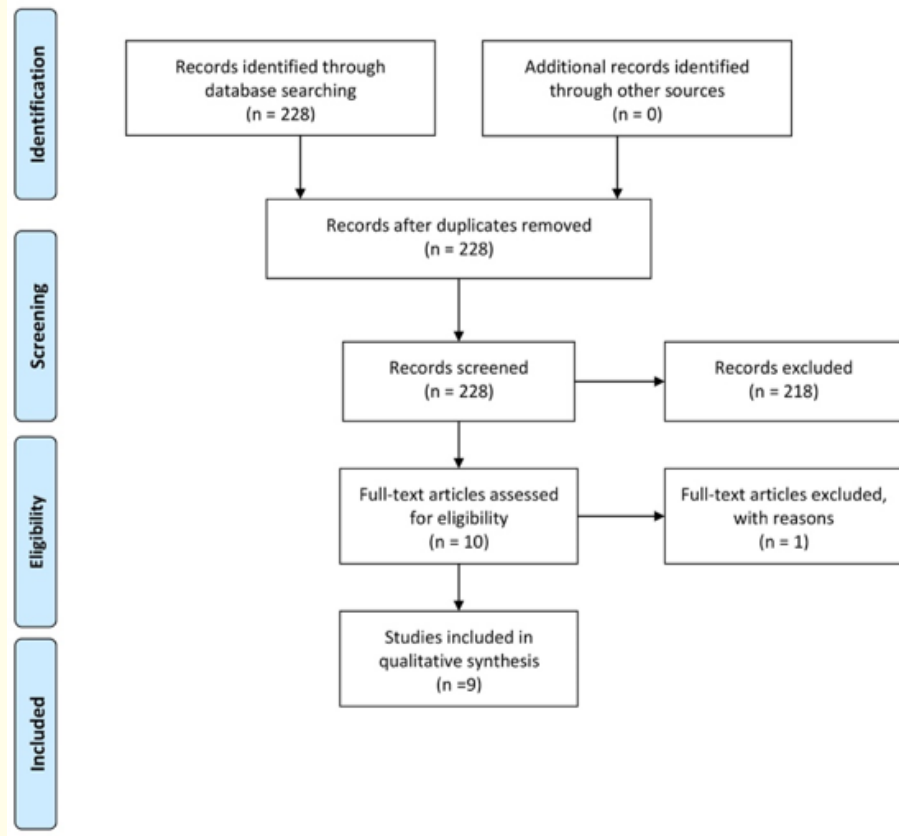 Identification
Records identified through
database searching
(n = 228)
Additional records identified
through other sources
(n = 0)
Records after duplicates removed
(n = 228)
Screening
Records screened
(n = 228)
Records excluded
(n = 218)
Eligibility
Full-text articles assessed
for eligibility
(n = 10)
Full-text articles excluded,
with reasons
(n = 1)
Included
Studies included in
qualitative synthesis
(n =9)